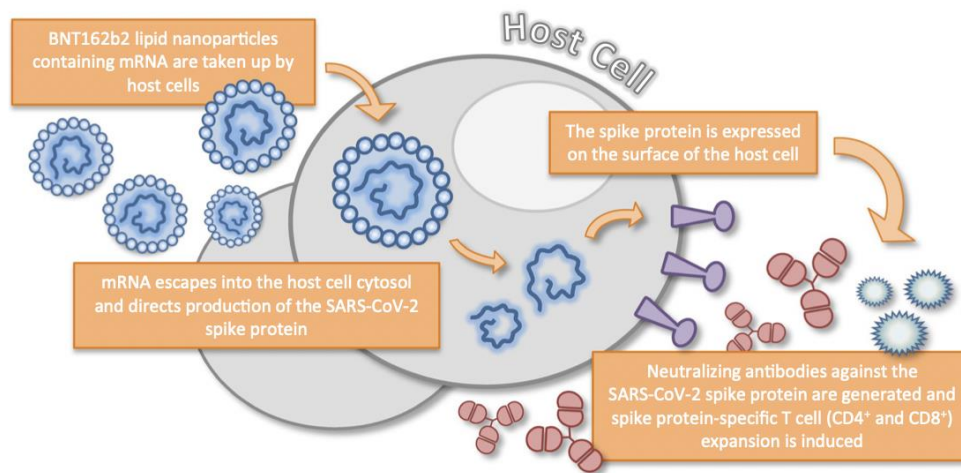 BNT162b2 lipid nanoparticles
containing mRNA are taken up by
host cells
Host Cell
The spike protein is expressed
on the surface of the host cell
mRNA escapes into the host cell cytosol
and directs production of the SARS-CoV-2
spike protein
Neutralizing antibodies against the
SARS-CoV-2 spike protein are generated and
spike protein-specific T cell (CD4⁺ and CD8⁺)
expansion is induced